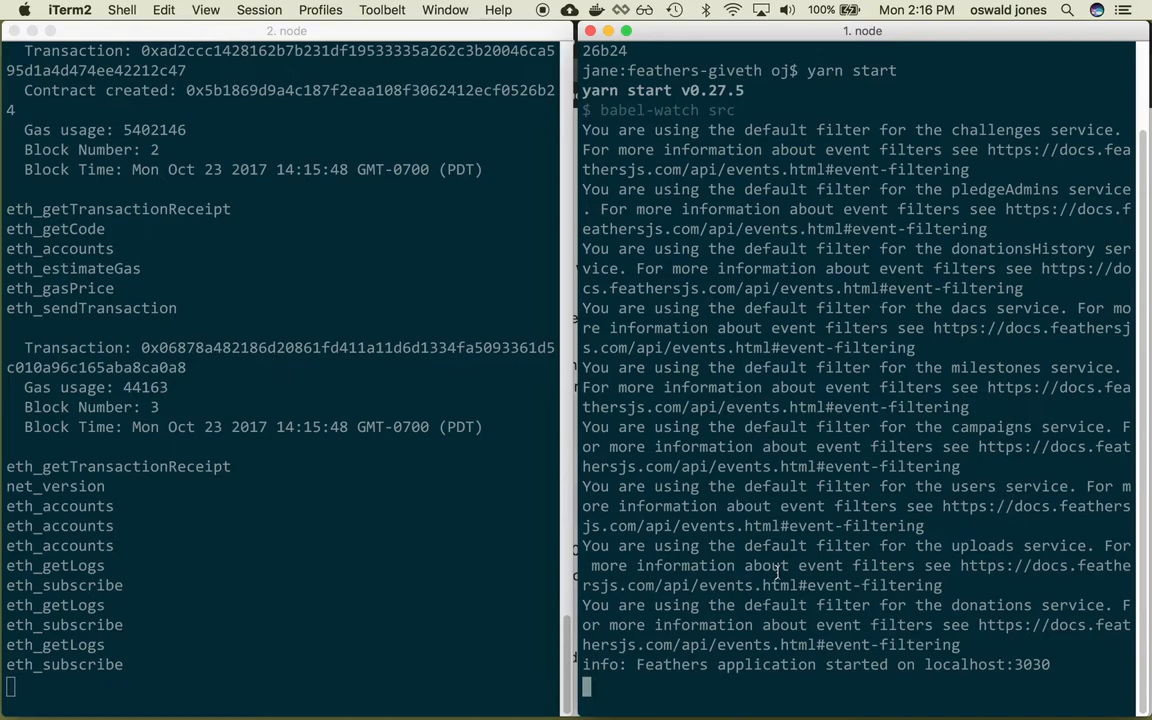 iTerm2 Shell Edit View Session Profiles Toolbelt Window Help 100% Mon 2:16 PM oswald jones
2. node
Transaction: 0xad2ccc1428162b7b231df19533335a262c3b20046ca5
95d1a4d474ee42212c47
Contract created: 0x5b1869d9a4c187f2eaa108f3062412ecf0526b2
4
Gas usage: 5402146
Block Number: 2
Block Time: Mon Oct 23 2017 14:15:48 GMT-0700 (PDT)
eth_getTransactionReceipt
eth_getCode
eth_accounts
eth_estimateGas
eth_gasPrice
eth_sendTransaction
Transaction: 0x06878a482186d20861fd411a11d6d1334fa5093361d5
c010a96c165aba8ca0a8
Gas usage: 44163
Block Number: 3
Block Time: Mon Oct 23 2017 14:15:48 GMT-0700 (PDT)
eth_getTransactionReceipt
net_version
eth_accounts
eth_accounts
eth_accounts
eth_getLogs
eth_subscribe
eth_getLogs
eth_subscribe
eth_getLogs
eth_subscribe
1. node
26b24
jane:feathers-giveth oj$ yarn start
yarn start v0.27.5
$ babel-watch src
You are using the default filter for the challenges service.
For more information about event filters see https://docs.fea
thersjs.com/api/events.html#event-filtering
You are using the default filter for the pledgeAdmins service
. For more information about event filters see https://docs.f
eathersjs.com/api/events.html#event-filtering
You are using the default filter for the donationsHistory ser
vice. For more information about event filters see https://do
cs.feathersjs.com/api/events.html#event-filtering
You are using the default filter for the dacs service. For mo
re information about event filters see https://docs.feathersj
s.com/api/events.html#event-filtering
You are using the default filter for the milestones service.
For more information about event filters see https://docs.fea
thersjs.com/api/events.html#event-filtering
You are using the default filter for the campaigns service. F
or more information about event filters see https://docs.feat
hersjs.com/api/events.html#event-filtering
You are using the default filter for the users service. For m
ore information about event filters see https://docs.feathers
js.com/api/events.html#event-filtering
You are using the default filter for the uploads service. For
more information about event filters see https://docs.feathe
rsjs.com/api/events.html#event-filtering
You are using the default filter for the donations service. F
or more information about event filters see https://docs.feat
hersjs.com/api/events.html#event-filtering
info: Feathers application started on localhost:3030